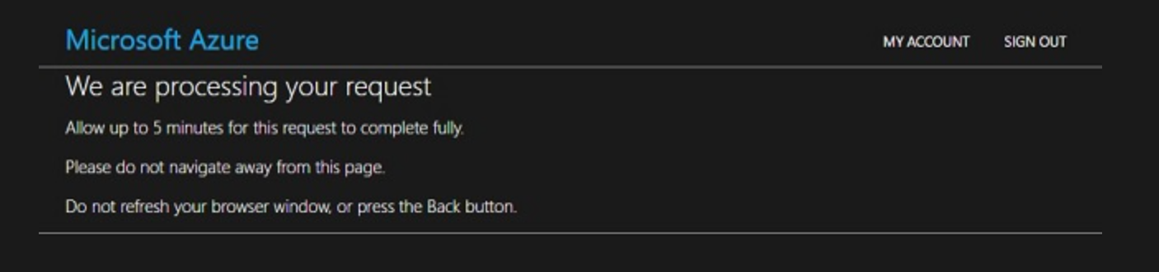 Microsoft Azure
MY ACCOUNT SIGN OUT
We are processing your request
Allow up to 5 minutes for this request to complete fully.
Please do not navigate away from this page.
Do not refresh your browser window, or press the Back button.